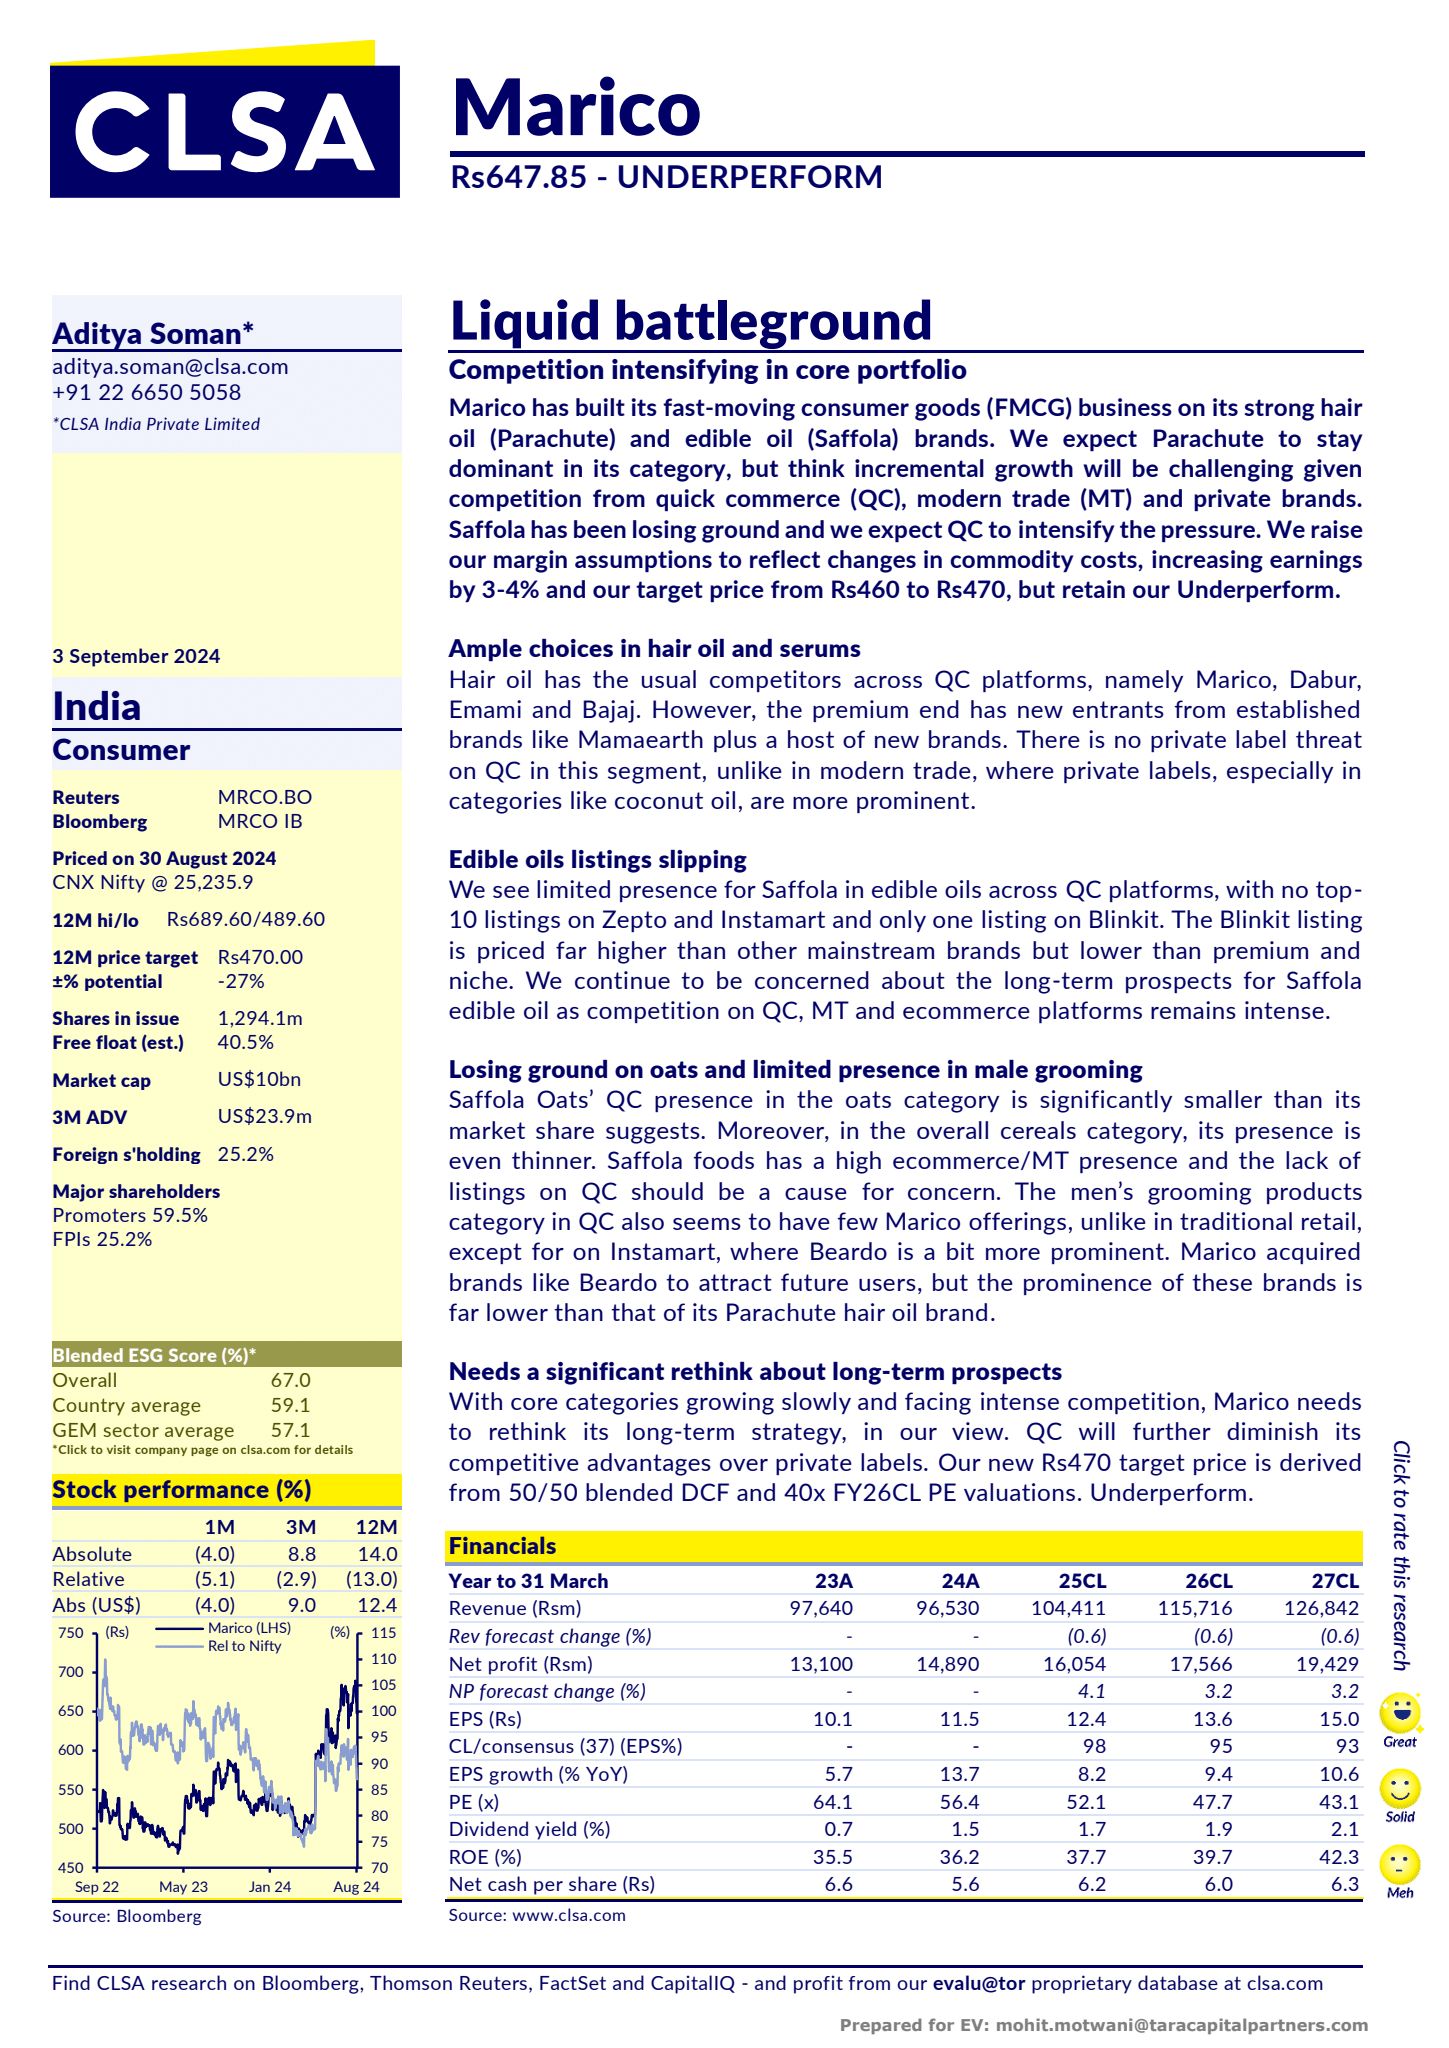 CLSA
Marico
Rs647.85 - UNDERPERFORM
Aditya Soman*
aditya.soman@clsa.com
+91 22 6650 5058
*CLSA India Private Limited
3 September 2024
India
Consumer
Reuters MRCO.BO
Bloomberg MRCO IB
Priced on 30 August 2024
CNX Nifty @ 25,235.9
12M hi/lo Rs689.60/489.60
12M price target Rs470.00
±% potential -27%
Shares in issue 1,294.1m
Free float (est.) 40.5%
Market cap US$10bn
3M ADV US$23.9m
Foreign s'holding 25.2%
Major shareholders
Promoters 59.5%
FPIs 25.2%
Blended ESG Score (%)*
Overall 67.0
Country average 59.1
GEM sector average 57.1
*Click to visit company page on clsa.com for details
Stock performance (%)
1M 3M 12M
Absolute (4.0) 8.8 14.0
Relative (5.1) (2.9) (13.0)
Abs (US$) (4.0) 9.0 12.4
(Rs) Marico (LHS) (%)
Rel to Nifty
750 115
700 110
650 105
600 100
550 95
500 90
450 85
80
75
70
Sep 22 May 23 Jan 24 Aug 24
Source: Bloomberg
Liquid battleground
Competition intensifying in core portfolio
Marico has built its fast-moving consumer goods (FMCG) business on its strong hair
oil (Parachute) and edible oil (Saffola) brands. We expect Parachute to stay
dominant in its category, but think incremental growth will be challenging given
competition from quick commerce (QC), modern trade (MT) and private brands.
Saffola has been losing ground and we expect QC to intensify the pressure. We raise
our margin assumptions to reflect changes in commodity costs, increasing earnings
by 3-4% and our target price from Rs460 to Rs470, but retain our Underperform.
Ample choices in hair oil and serums
Hair oil has the usual competitors across QC platforms, namely Marico, Dabur,
Emami and Bajaj. However, the premium end has new entrants from established
brands like Mamaearth plus a host of new brands. There is no private label threat
on QC in this segment, unlike in modern trade, where private labels, especially in
categories like coconut oil, are more prominent.
Edible oils listings slipping
We see limited presence for Saffola in edible oils across QC platforms, with no top-
10 listings on Zepto and Instamart and only one listing on Blinkit. The Blinkit listing
is priced far higher than other mainstream brands but lower than premium and
niche. We continue to be concerned about the long-term prospects for Saffola
edible oil as competition on QC, MT and ecommerce platforms remains intense.
Losing ground on oats and limited presence in male grooming
Saffola Oats’ QC presence in the oats category is significantly smaller than its
market share suggests. Moreover, in the overall cereals category, its presence is
even thinner. Saffola foods has a high ecommerce/MT presence and the lack of
listings on QC should be a cause for concern. The men’s grooming products
category in QC also seems to have few Marico offerings, unlike in traditional retail,
except for on Instamart, where Beardo is a bit more prominent. Marico acquired
brands like Beardo to attract future users, but the prominence of these brands is
far lower than that of its Parachute hair oil brand.
Needs a significant rethink about long-term prospects
With core categories growing slowly and facing intense competition, Marico needs
to rethink its long-term strategy, in our view. QC will further diminish its
competitive advantages over private labels. Our new Rs470 target price is derived
from 50/50 blended DCF and 40x FY26CL PE valuations. Underperform.
Financials
Year to 31 March 23A 24A 25CL 26CL 27CL
Revenue (Rsm) 97,640 96,530 104,411 115,716 126,842
Rev forecast change (%) - - (0.6) (0.6) (0.6)
Net profit (Rsm) 13,100 14,890 16,054 17,566 19,429
NP forecast change (%) - - 4.1 3.2 3.2
EPS (Rs) 10.1 11.5 12.4 13.6 15.0
CL/consensus (37) (EPS%) - - 98 95 93
EPS growth (% YoY) 5.7 13.7 8.2 9.4 10.6
PE (x) 64.1 56.4 52.1 47.7 43.1
Dividend yield (%) 0.7 1.5 1.7 1.9 2.1
ROE (%) 35.5 36.2 37.7 39.7 42.3
Net cash per share (Rs) 6.6 5.6 6.2 6.0 6.3
Source: www.clsa.com
Click to rate this research
Great
Solid
Meh
Find CLSA research on Bloomberg, Thomson Reuters, FactSet and CapitalIQ - and profit from our evalu@tor proprietary database at clsa.com
Prepared for EV: mohit.motwani@taracapitalpartners.com